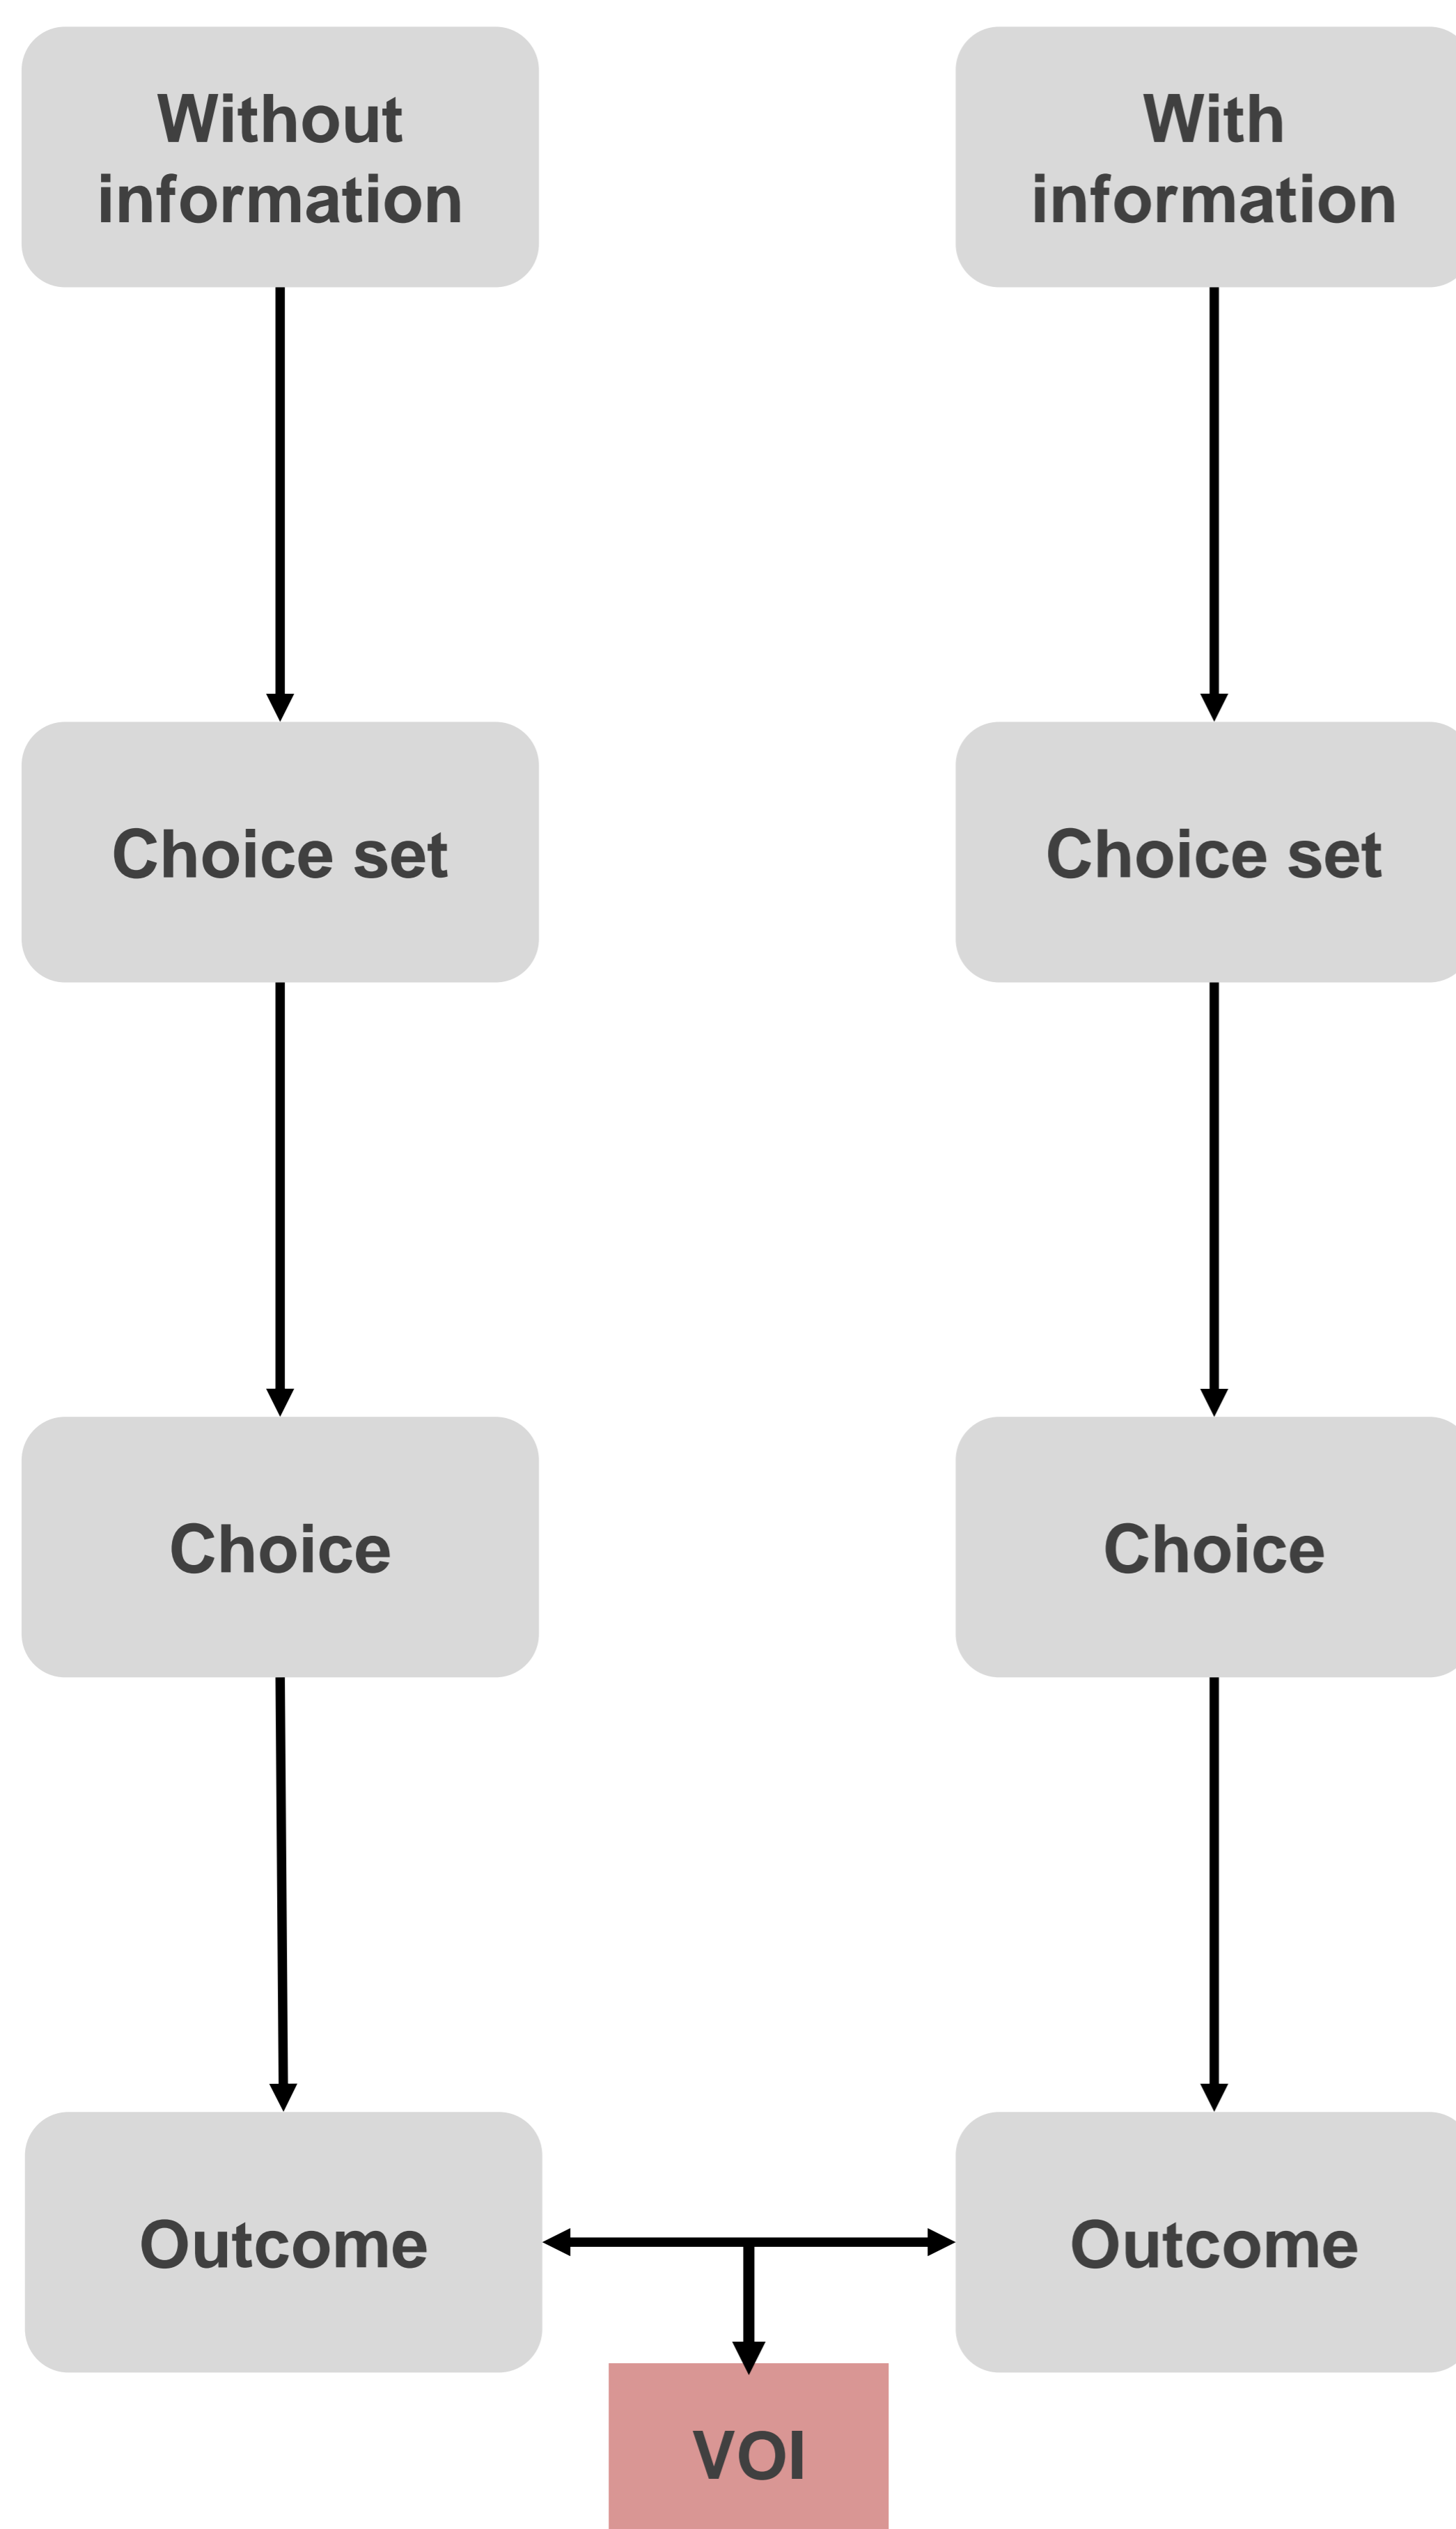 Without
information
With
information
Choice set
Choice set
Choice
Choice
Outcome
Outcome
VOI